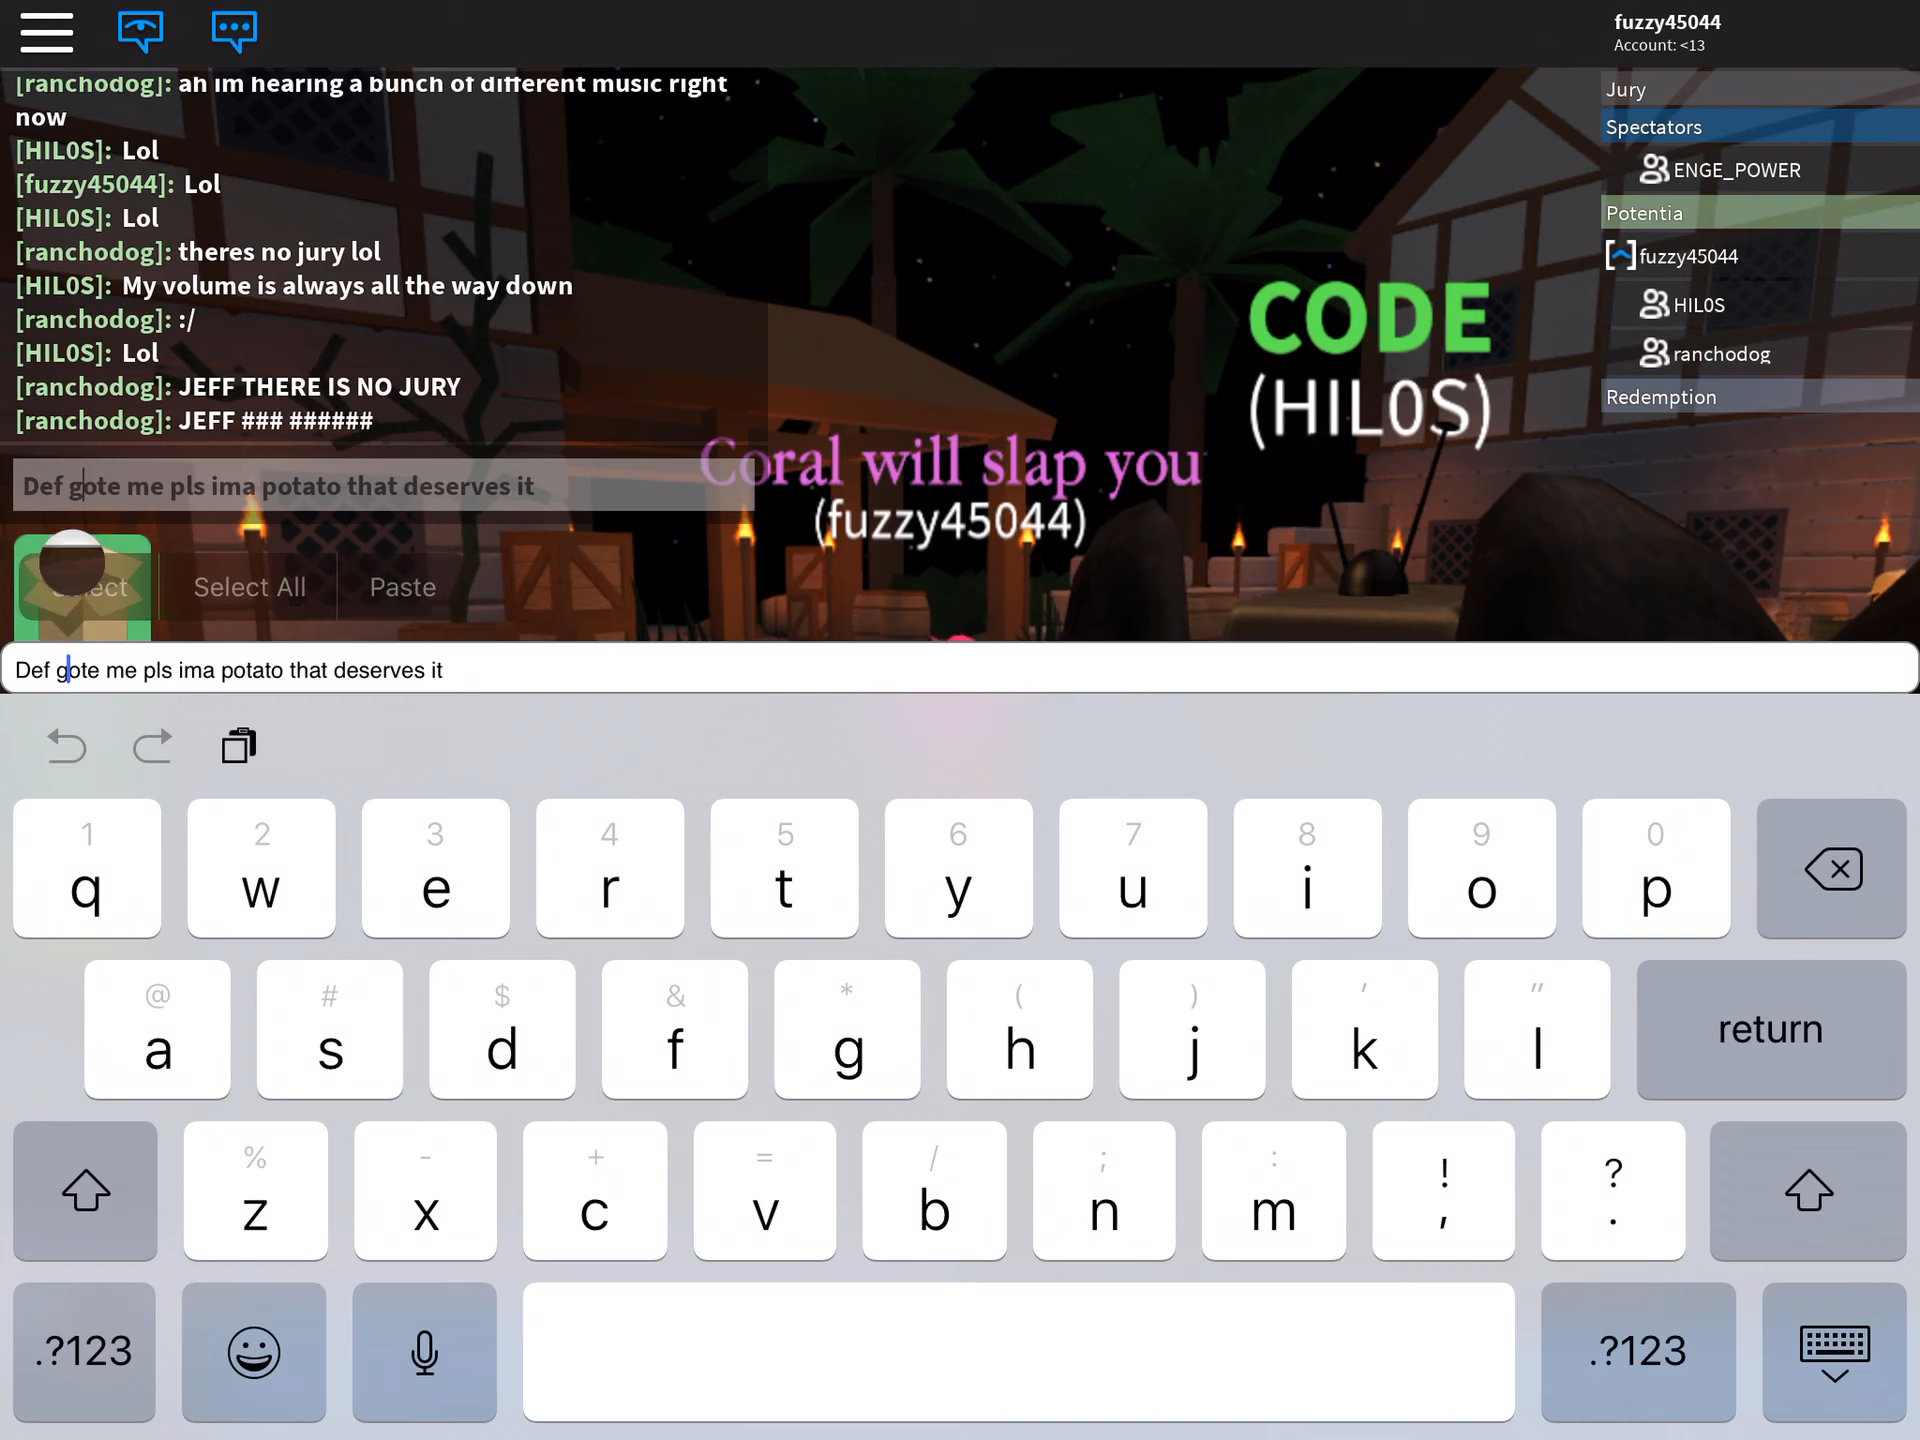 fuzzy45044
Account: <13
[ranchodog]: ah im hearing a bunch of different music right
now
[HIL0S]: Lol
[fuzzy45044]: Lol
[HIL0S]: Lol
[ranchodog]: theres no jury lol
[HIL0S]: My volume is always all the way down
[ranchodog]: :/
[HIL0S]: Lol
[ranchodog]: JEFF THERE IS NO JURY
[ranchodog]: JEFF ### ######
Jury
Spectators
ENGE_POWER
Potentia
fuzzy45044
HIL0S
ranchodog
Redemption
CODE
(HIL0S)
Coral will slap you
(fuzzy45044)
Def gote me pls ima potato that deserves it
Select Select All Paste
Def gote me pls ima potato that deserves it
1 2 3 4 5 6 7 8 9 0
q w e r t y u i o p
@ # $ & * ( ) ' "
a s d f g h j k l return
% - + = / ; : ! ?
z x c v b n m , .
.?123 .?123